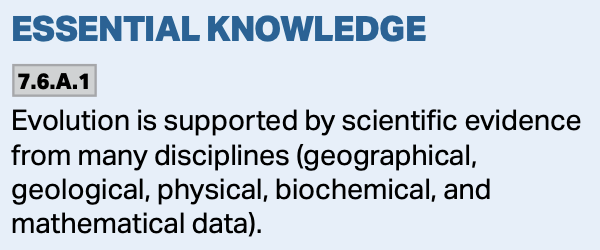 ESSENTIAL KNOWLEDGE
7.6.A.1
Evolution is supported by scientific evidence
from many disciplines (geographical,
geological, physical, biochemical, and
mathematical data).